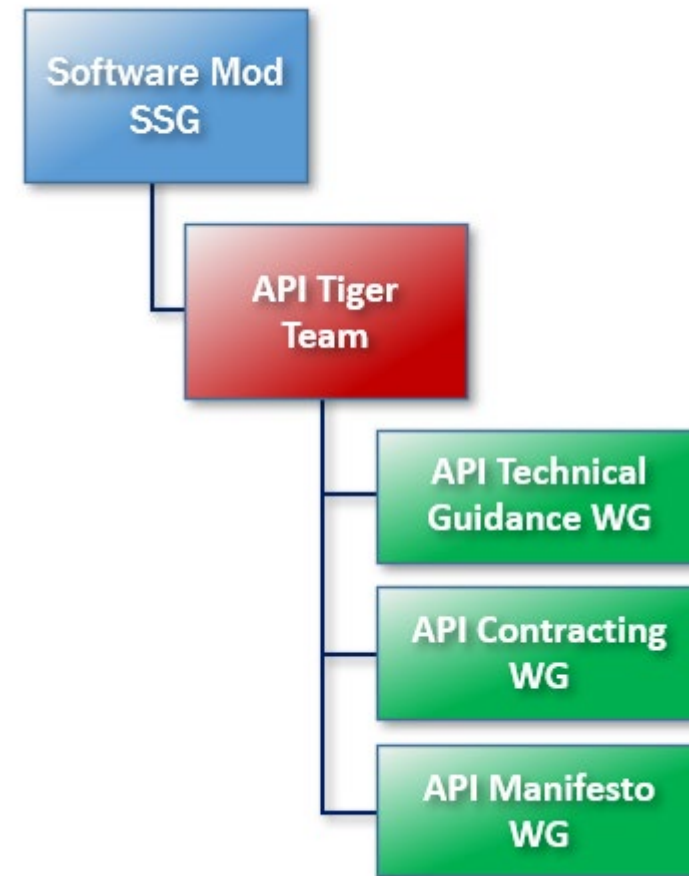 Software Mod
SSG
API Tiger
Team
API Technical
Guidance WG
API Contracting
WG
API Manifesto
WG